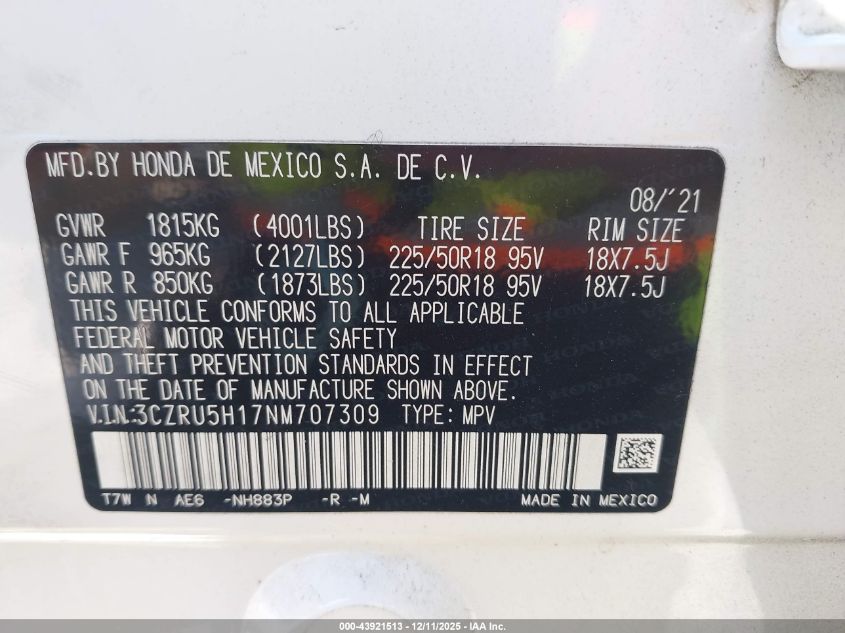 MFD.BY HONDA DE MEXICO S.A. DE C.V.
08/'21
GVWR 1815KG (4001LBS) TIRE SIZE RIM SIZE
GAWR F 965KG (2127LBS) 225/50R18 95V 18X7.5J
GAWR R 850KG (1873LBS) 225/50R18 95V 18X7.5J
THIS VEHICLE CONFORMS TO ALL APPLICABLE
FEDERAL MOTOR VEHICLE SAFETY
AND THEFT PREVENTION STANDARDS IN EFFECT
ON THE DATE OF MANUFACTURE SHOWN ABOVE.
V.I.N:3CZRU5H17NM707309 TYPE: MPV
T7W N AE6 -NH883P -R -M MADE IN MEXICO
000-43921513 - 12/11/2025 - IAA Inc.